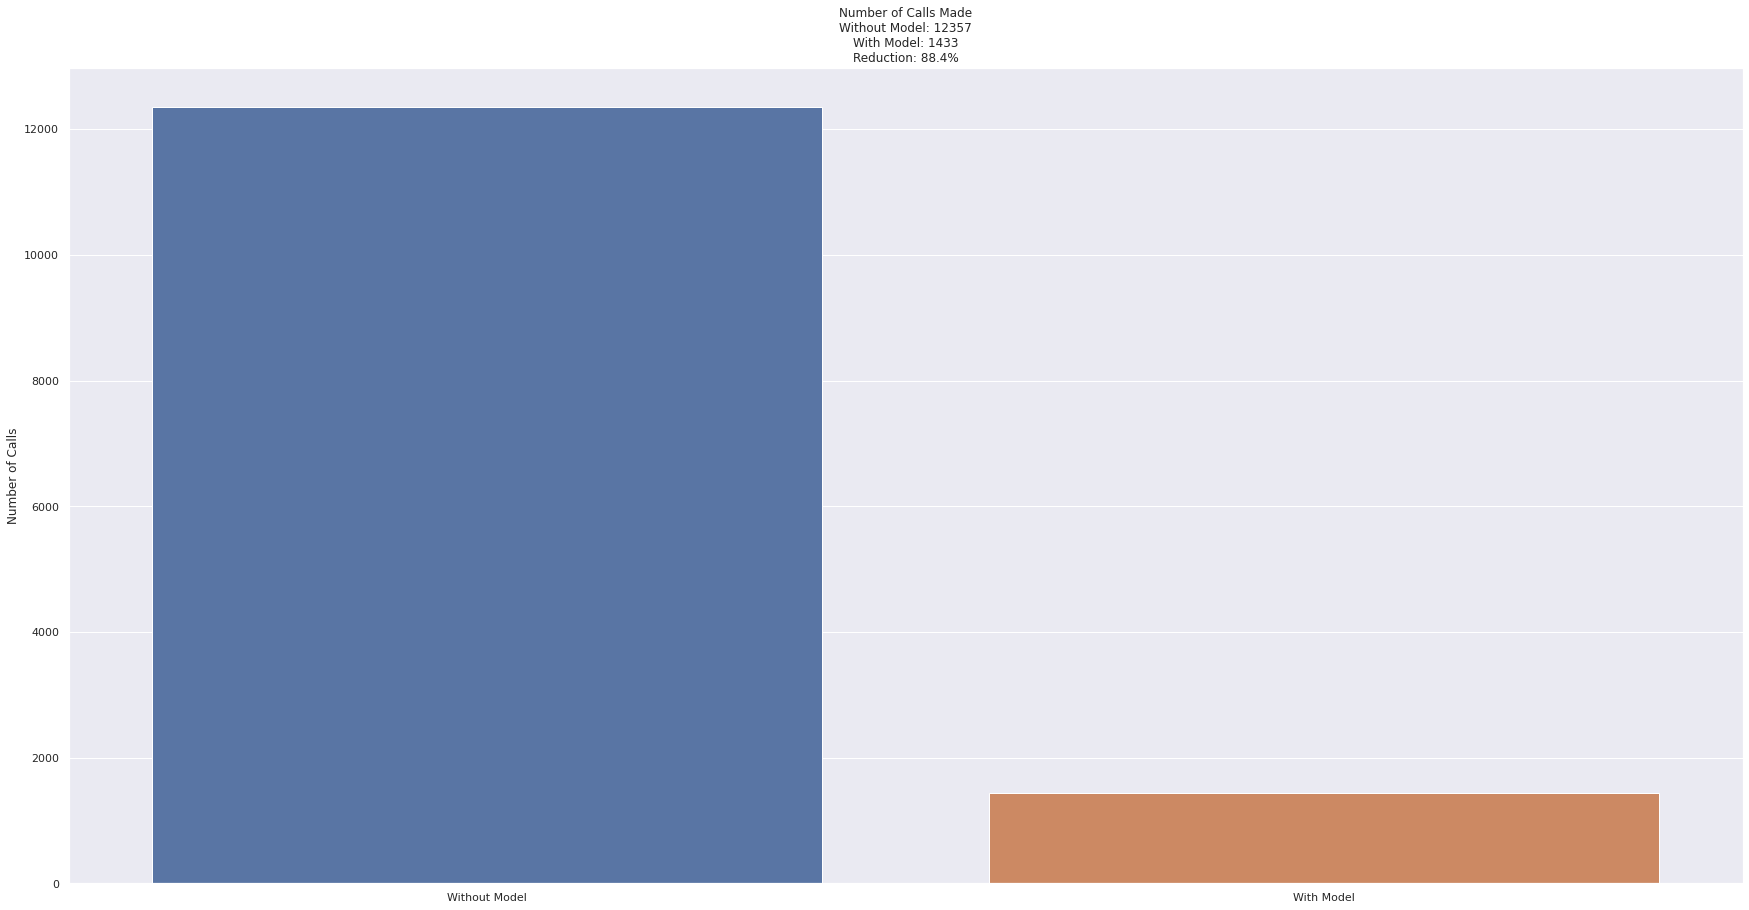 Number of Calls Made
Without Model: 12357
With Model: 1433
Reduction: 88.4%
12000
10000
8000
6000
4000
2000
0
Number of Calls
Without Model
With Model